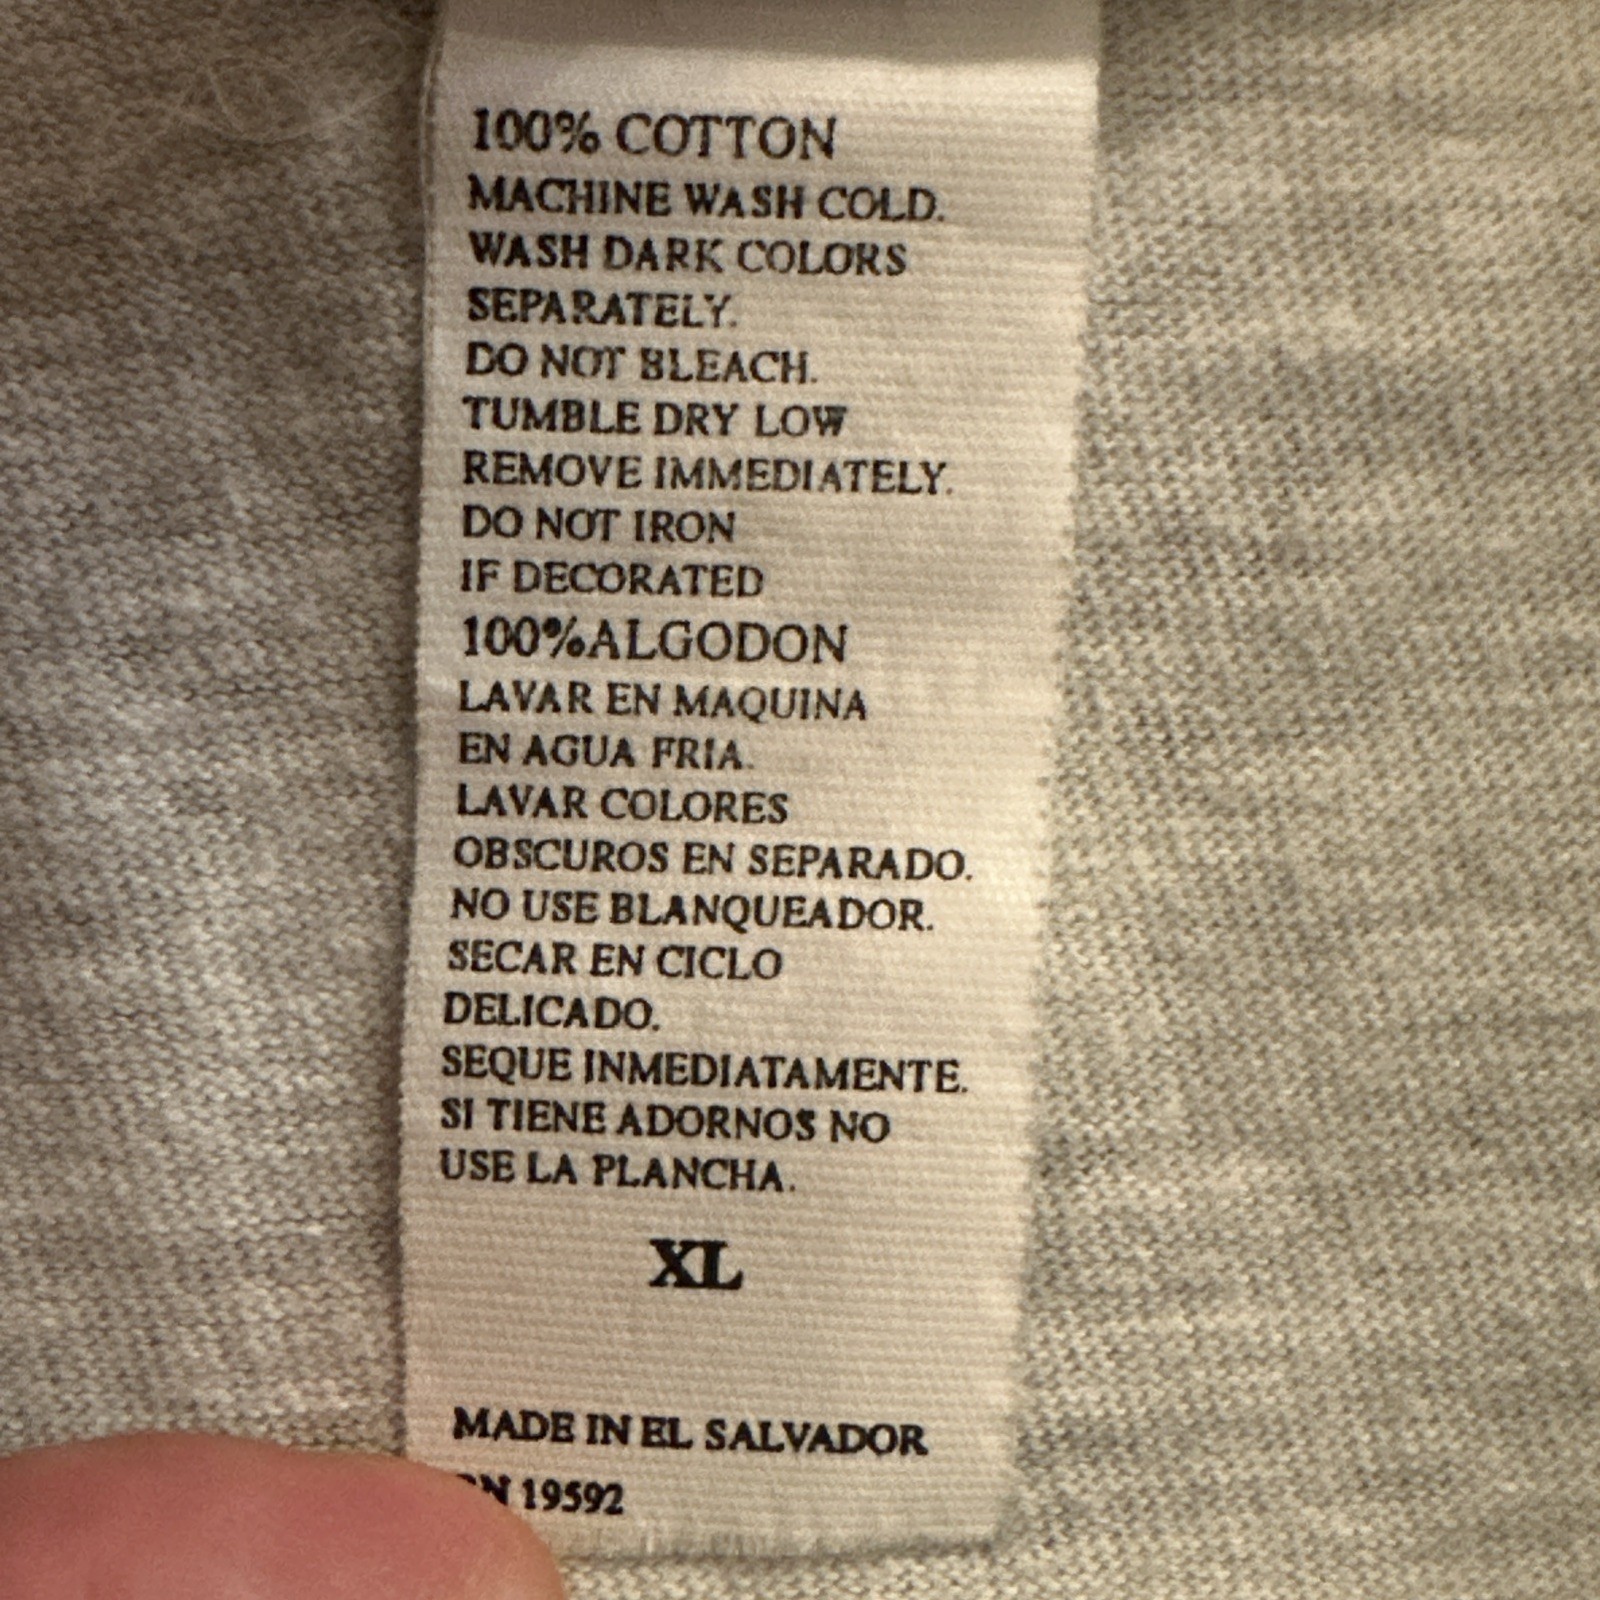 100% COTTON
MACHINE WASH COLD.
WASH DARK COLORS
SEPARATELY.
DO NOT BLEACH.
TUMBLE DRY LOW
REMOVE IMMEDIATELY.
DO NOT IRON
IF DECORATED
100%ALGODON
LAVAR EN MAQUINA
EN AGUA FRIA.
LAVAR COLORES
OBSCUROS EN SEPARADO.
NO USE BLANQUEADOR.
SECAR EN CICLO
DELICADO.
SEQUE INMEDIATAMENTE.
SI TIENE ADORNOS NO
USE LA PLANCHA.
XL
MADE IN EL SALVADOR
19592